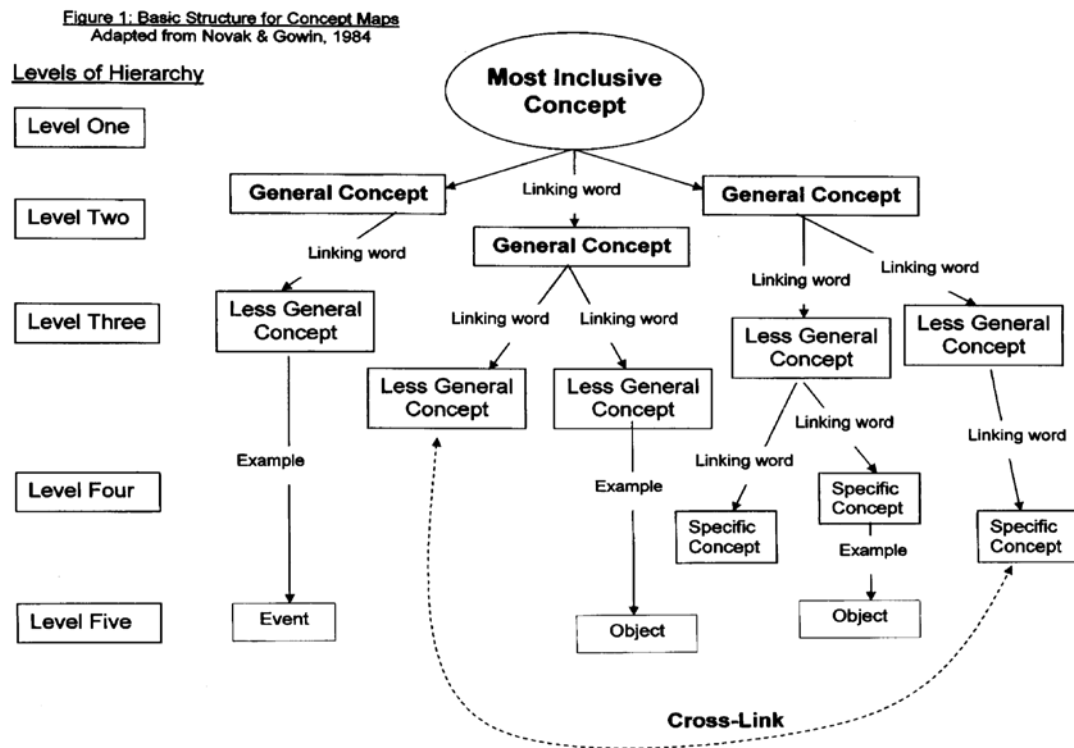 Figure 1: Basic Structure for Concept Maps
Adapted from Novak & Gowin, 1984
Levels of Hierarchy
Most Inclusive
Concept
Level One
General Concept
Linking word
General Concept
Level Two
Linking word
General Concept
Linking word
Linking word
Level Three
Less General
Concept
Linking word
Linking word
Less General
Concept
Less General
Concept
Less General
Concept
Less General
Concept
Linking word
Linking word
Linking word
Example
Level Four
Example
Specific
Concept
Specific
Concept
Specific
Concept
Example
Level Five
Event
Object
Object
Cross-Link